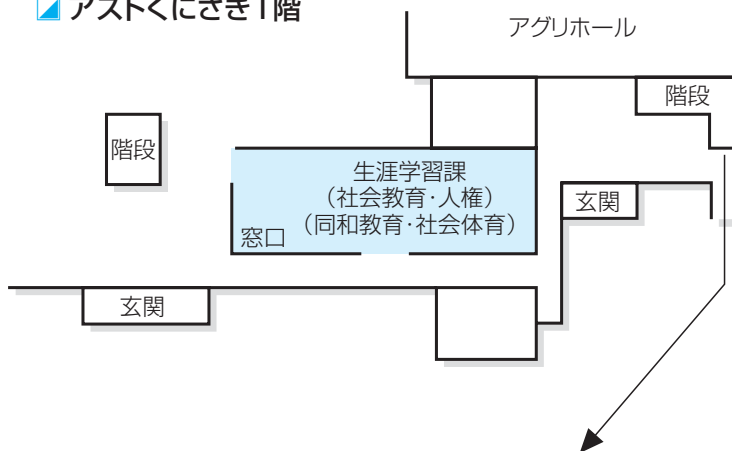 アストくにさき1階
アグリホール
階段
階段
生涯学習課
（社会教育・人権）
（同和教育・社会体育）
窓口
玄関
玄関